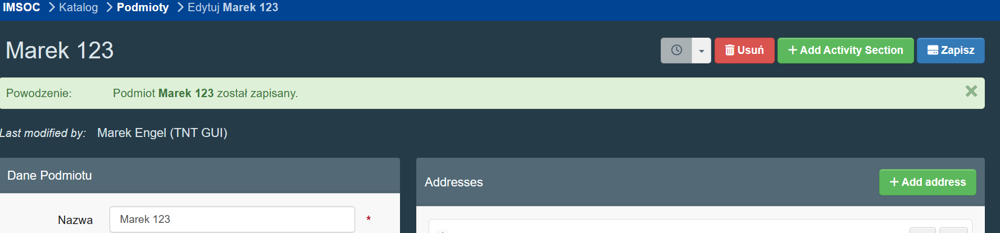 IMSOC > Katalog > Podmioty > Edytuj Marek 123
Marek 123
Usuń
+ Add Activity Section
Zapisz
Powodzenie: Podmiot Marek 123 został zapisany.
Last modified by: Marek Engel (TNT GUI)
Dane Podmiotu
Addresses
+ Add address
Nazwa Marek 123 *